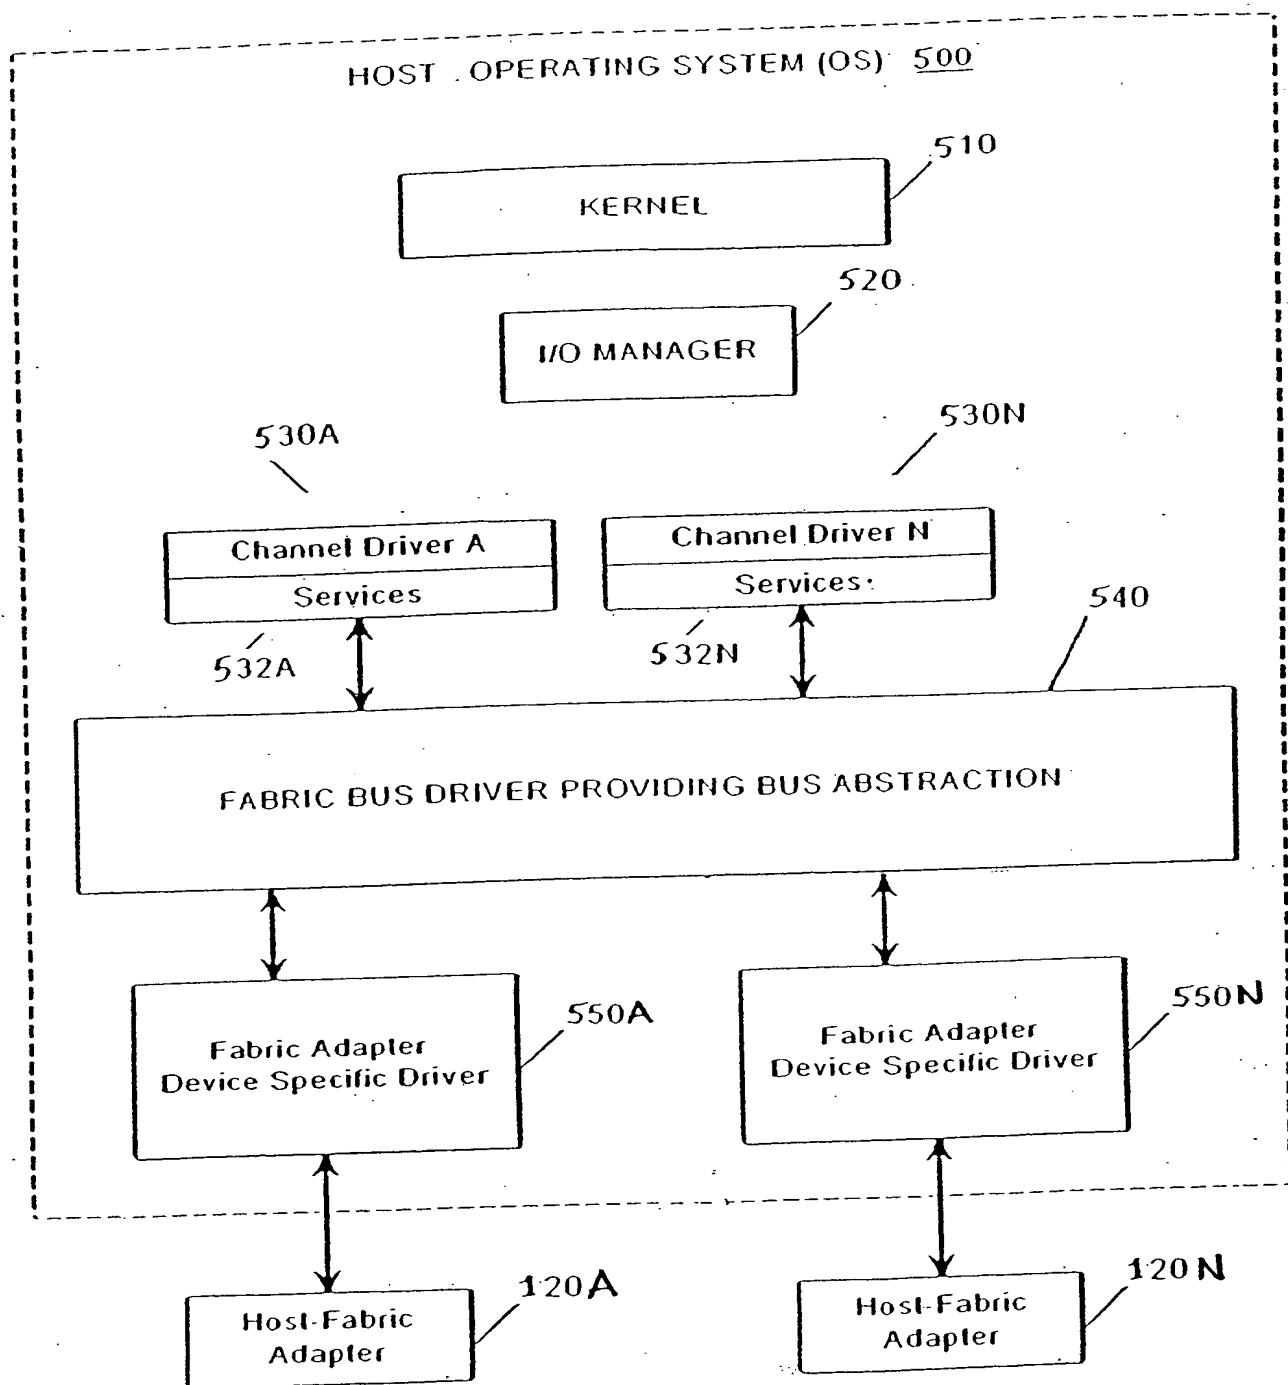 HOST OPERATING SYSTEM (OS) 500
510
KERNEL
520
I/O MANAGER
530A
530N
Channel Driver A
Services
Channel Driver N
Services
532A
532N
540
FABRIC BUS DRIVER PROVIDING BUS ABSTRACTION
550A
Fabric Adapter
Device Specific Driver
550N
Fabric Adapter
Device Specific Driver
120A
Host-Fabric
Adapter
120N
Host-Fabric
Adapter